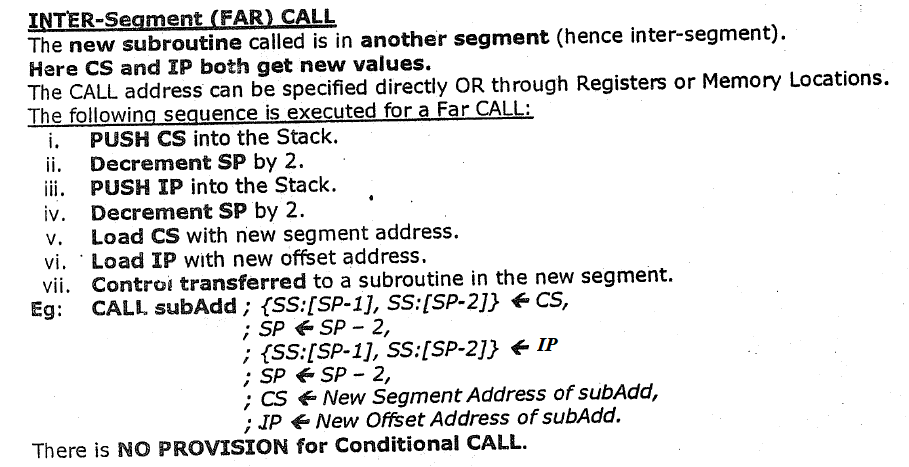 INTER-Segment (FAR) CALL
The new subroutine called is in another segment (hence inter-segment).
Here CS and IP both get new values.
The CALL address can be specified directly OR through Registers or Memory Locations.
The following sequence is executed for a Far CALL:
i. PUSH CS into the Stack.
ii. Decrement SP by 2.
iii. PUSH IP into the Stack.
iv. Decrement SP by 2.
v. Load CS with new segment address.
vi. Load IP with new offset address.
vii. Control transferred to a subroutine in the new segment.
Eg: CALL subAdd ; {SS:[SP-1], SS:[SP-2]} ← CS,
; SP ← SP – 2,
; {SS:[SP-1], SS:[SP-2]} ← IP
; SP ← SP – 2,
; CS ← New Segment Address of subAdd,
; IP ← New Offset Address of subAdd.
There is NO PROVISION for Conditional CALL.